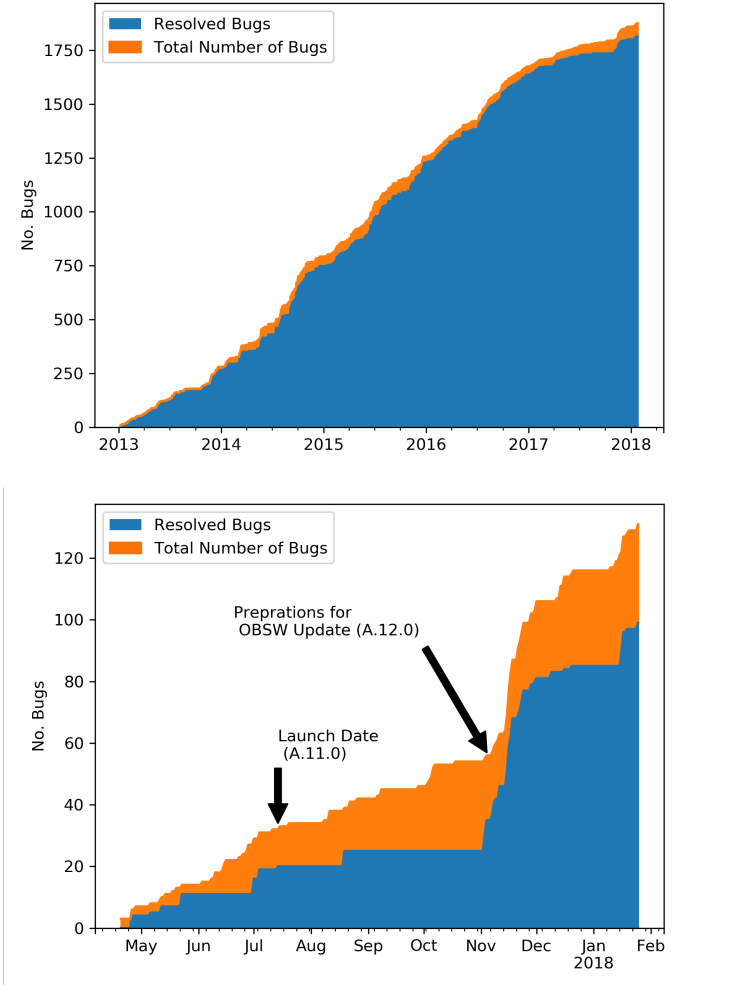 Resolved Bugs
Total Number of Bugs
1750
1500
1250
1000
750
500
250
0
No. Bugs
2013 2014 2015 2016 2017 2018
Resolved Bugs
Total Number of Bugs
120
100
80
60
40
20
0
No. Bugs
Preprations for
OBSW Update (A.12.0)
Launch Date
(A.11.0)
May Jun Jul Aug Sep Oct Nov Dec Jan Feb
2018